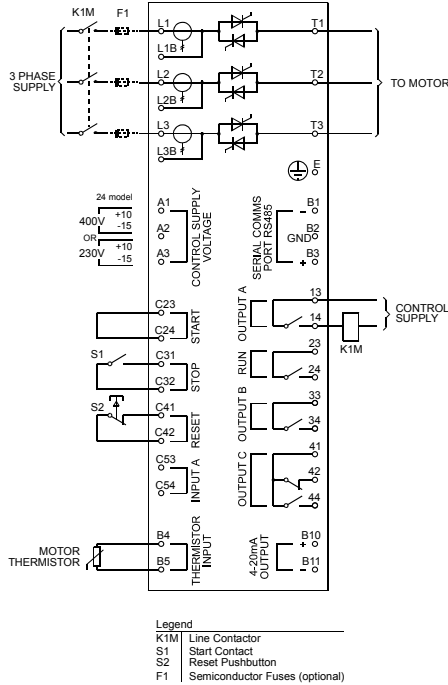 K1M F1
L1 T1
L1B
3 PHASE
SUPPLY
L2 T2
TO MOTOR
L2B
L3 T3
L3B
E
24 model
400V +10
-15
OR
230V +10
-15
A1
A2
A3
CONTROL SUPPLY
VOLTAGE
SERIAL COMMS
PORT RS485
- B1
GND B2
+ B3
C23
C24
START
OUTPUT A
13
14
CONTROL
SUPPLY
K1M
S1
C31
C32
STOP
RUN
23
24
S2
C41
C42
RESET
OUTPUT B
33
34
C53
C54
INPUT A
OUTPUT C
41
42
44
MOTOR
THERMISTOR
B4
B5
THERMISTOR
INPUT
4-20mA
OUTPUT
+ B10
- B11
Legend
K1M Line Contactor
S1 Start Contact
S2 Reset Pushbutton
F1 Semiconductor Fuses (optional)